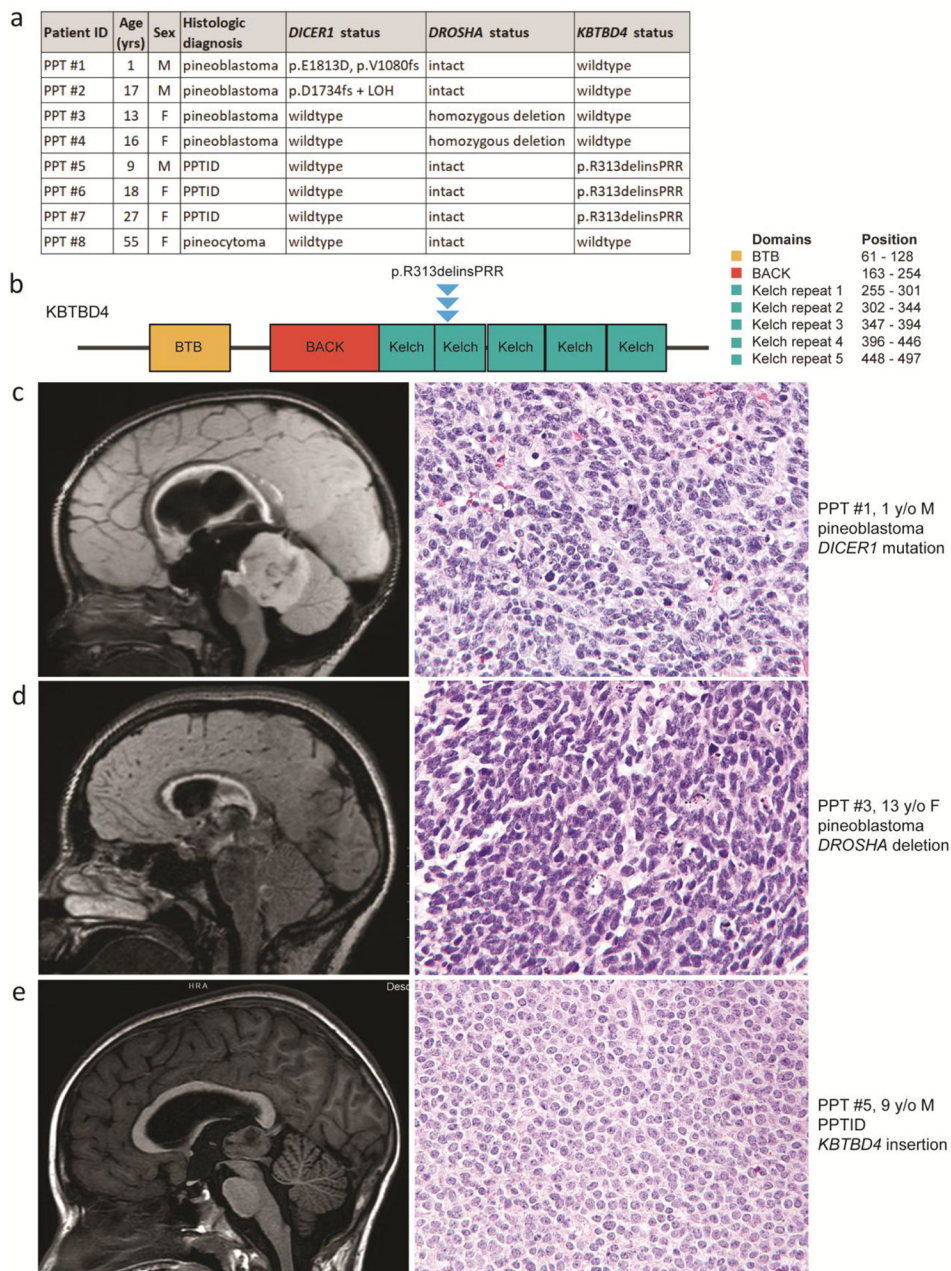 a
Patient ID Age (yrs) Sex Histologic diagnosis DICER1 status DROSHA status KBTBD4 status
PPT #1 1 M pineoblastoma p.E1813D, p.V1080fs intact wildtype
PPT #2 17 M pineoblastoma p.D1734fs + LOH intact wildtype
PPT #3 13 F pineoblastoma wildtype homozygous deletion wildtype
PPT #4 16 F pineoblastoma wildtype homozygous deletion wildtype
PPT #5 9 M PPTID wildtype intact p.R313delinsPRR
PPT #6 18 F PPTID wildtype intact p.R313delinsPRR
PPT #7 27 F PPTID wildtype intact p.R313delinsPRR
PPT #8 55 F pineocytoma wildtype intact wildtype
b
KBTBD4
p.R313delinsPRR
BTB BACK Kelch Kelch Kelch Kelch Kelch
Domains Position
BTB 61 - 128
BACK 163 - 254
Kelch repeat 1 255 - 301
Kelch repeat 2 302 - 344
Kelch repeat 3 347 - 394
Kelch repeat 4 396 - 446
Kelch repeat 5 448 - 497
c
PPT #1, 1 y/o M
pineoblastoma
DICER1 mutation
d
PPT #3, 13 y/o F
pineoblastoma
DROSHA deletion
e
HRA
Desc
PPT #5, 9 y/o M
PPTID
KBTBD4 insertion